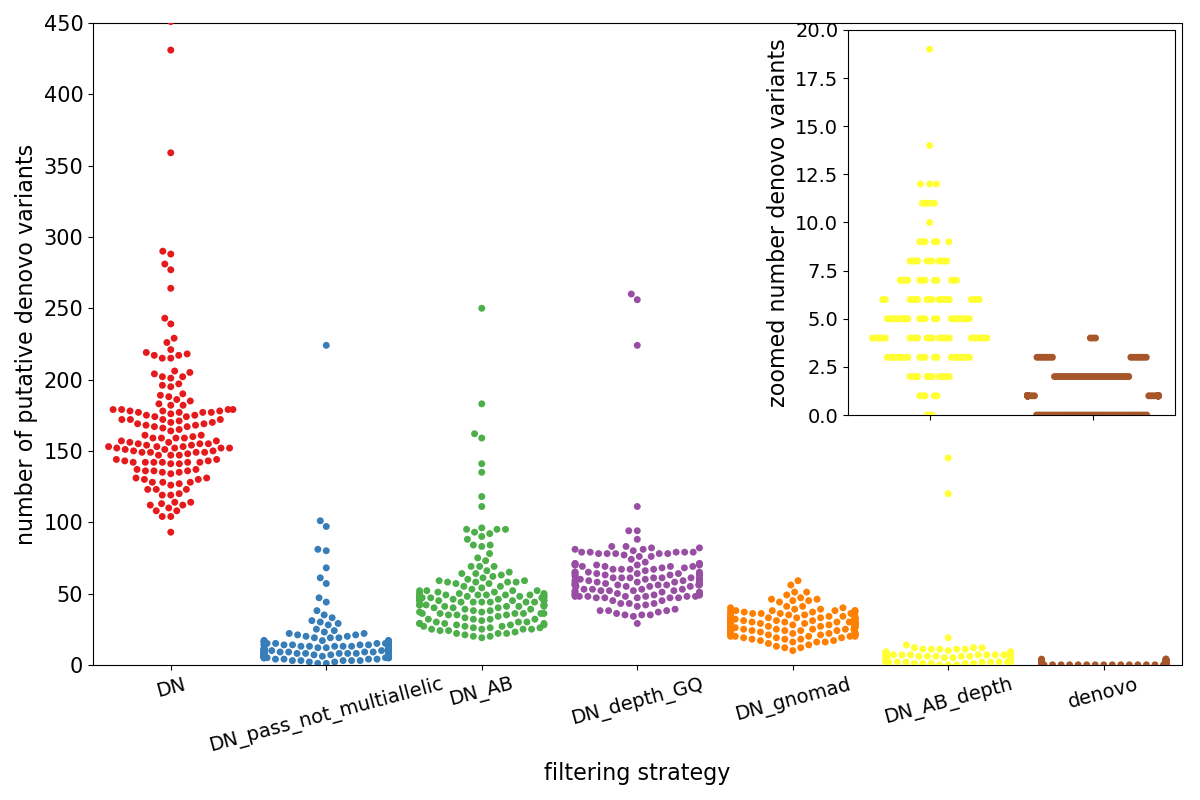 number of putative denovo variants
450
400
350
300
250
200
150
100
50
0
zoomed number denovo variants
20.0
17.5
15.0
12.5
10.0
7.5
5.0
2.5
0.0
DN
DN_pass_not_multiallelic
DN_AB
DN_depth_GQ
DN_gnomad
DN_AB_depth
denovo
filtering strategy